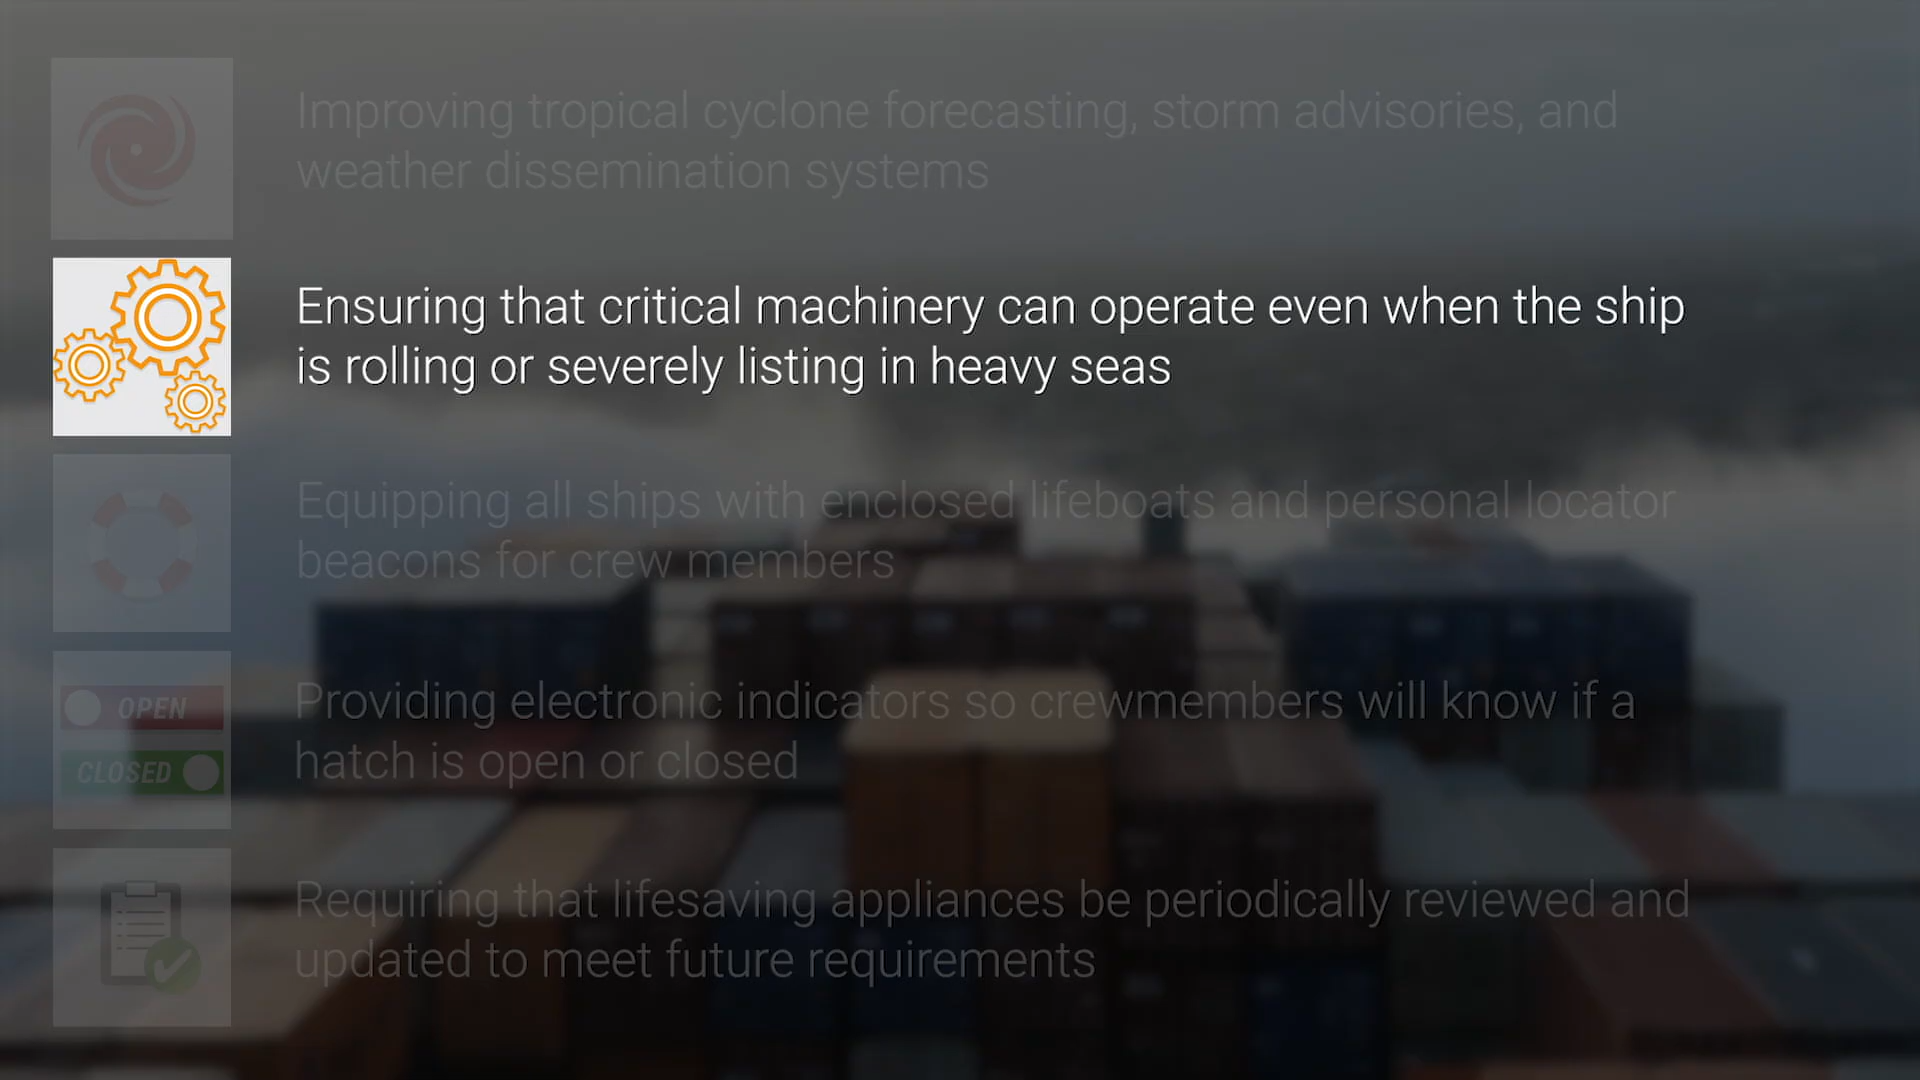 Improving tropical cyclone forecasting, storm advisories, and
weather dissemination systems
Ensuring that critical machinery can operate even when the ship
is rolling or severely listing in heavy seas
Equipping all ships with enclosed lifeboats and personal locator
beacons for crew members
OPEN
CLOSED
Providing electronic indicators so crewmembers will know if a
hatch is open or closed
Requiring that lifesaving appliances be periodically reviewed and
updated to meet future requirements